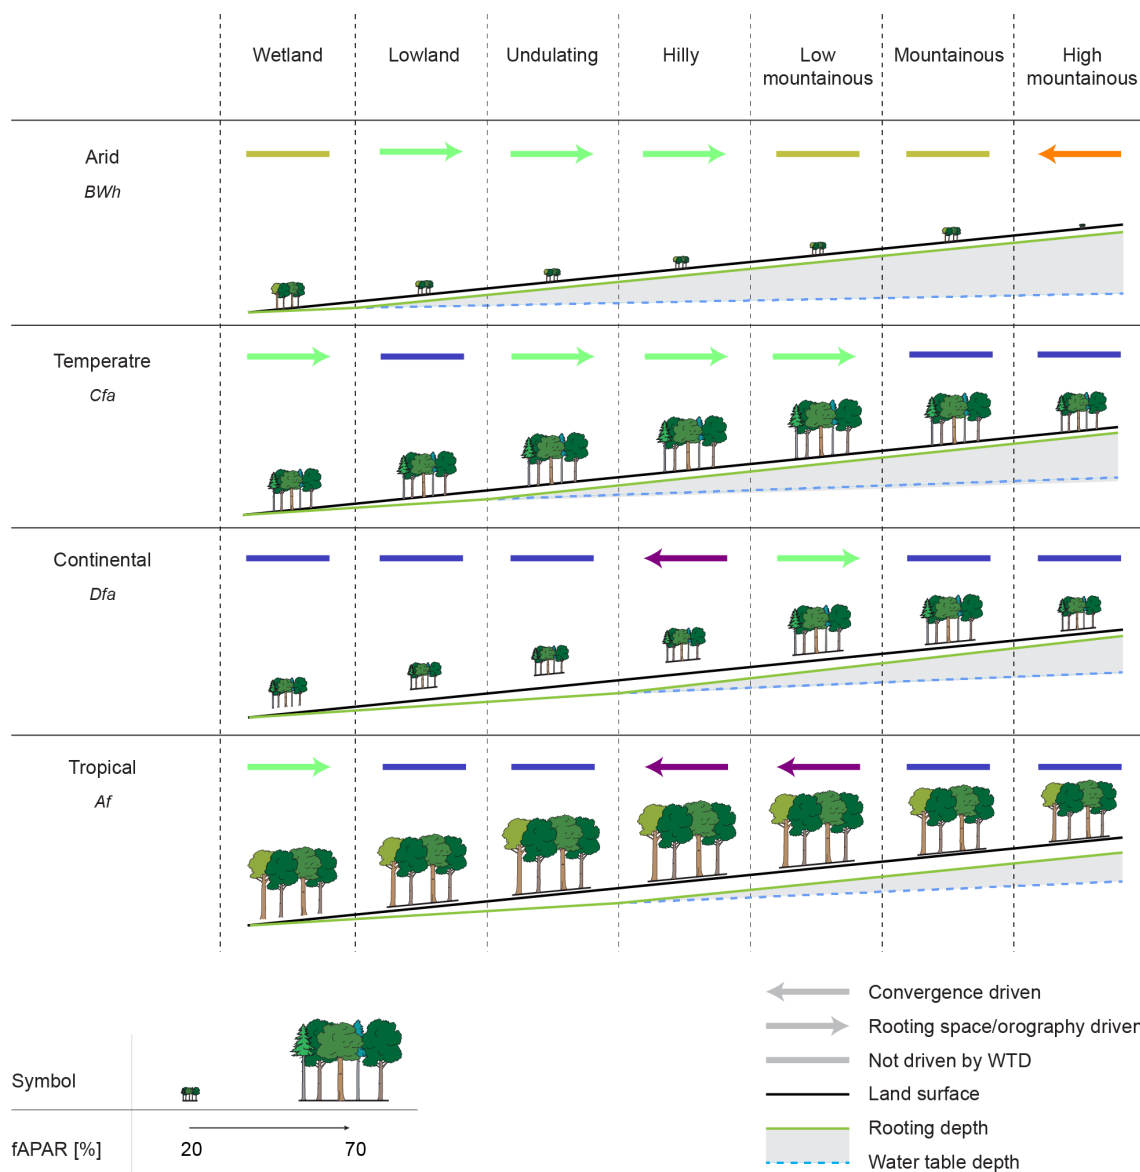 Wetland
Lowland
Undulating
Hilly
Low
mountainous
Mountainous
High
mountainous
Arid
BWh
Temperatre
Cfa
Continental
Dfa
Tropical
Af
Convergence driven
Rooting space/orography driven
Not driven by WTD
Land surface
Rooting depth
Water table depth
Symbol
fAPAR [%]
20
70